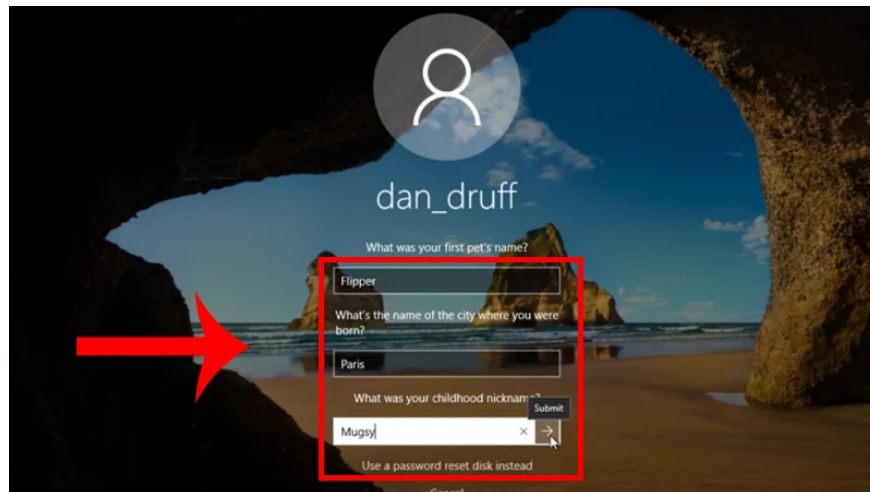 dan_druff
What was your first pet's name?
Flipper
What's the name of the city where you were
born?
Paris
What was your childhood nickname?
Submit
Mugsy
Use a password reset disk instead
Cancel